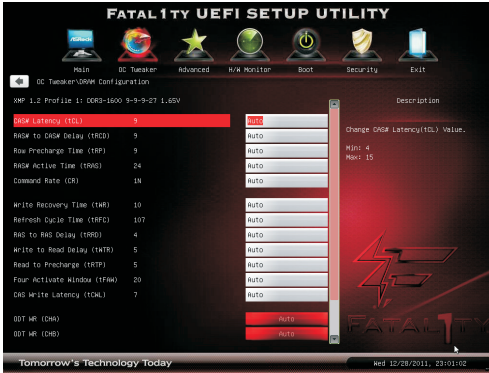 FATAL1TY UEFI SETUP UTILITY
ASRock
Main OC Tweaker Advanced H/W Monitor Boot Security Exit
OC Tweaker\DRAM Configuration
XMP 1.2 Profile 1: DDR3-1600 9-9-9-27 1.65V
Description
CAS# Latency (tCL) 9 Auto
Change CAS# Latency(tCL) Value.
RAS# to CAS# Delay (tRCD) 9 Auto
Min: 4
Row Precharge Time (tRP) 9 Auto
Max: 15
RAS# Active Time (tRAS) 24 Auto
Command Rate (CR) 1N Auto
Write Recovery Time (tWR) 10 Auto
Refresh Cycle Time (tRFC) 107 Auto
RAS to RAS Delay (tRRD) 4 Auto
Write to Read Delay (tWTR) 5 Auto
Read to Precharge (tRTP) 5 Auto
Four Activate Window (tFAW) 20 Auto
CAS Write Latency (tCWL) 7 Auto
ODT WR (CHA) Auto
ODT WR (CHB) Auto
FATAL1TY
Tomorrow's Technology Today
Wed 12/28/2011, 23:01:02